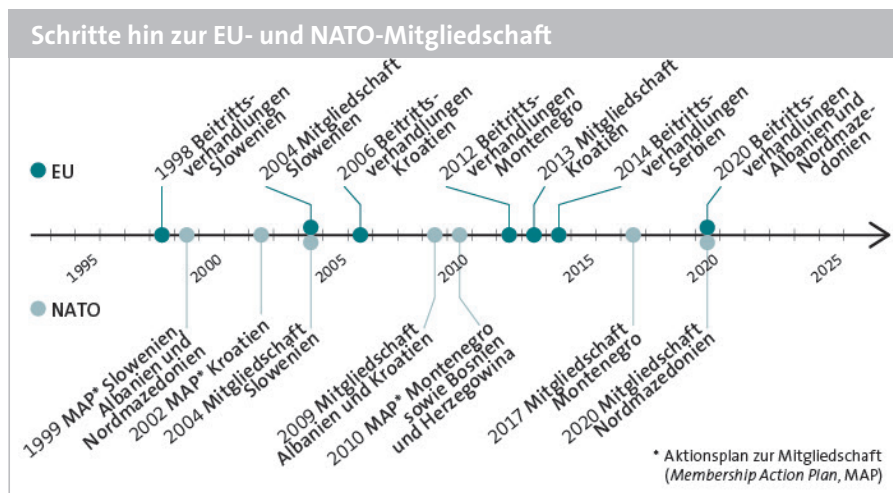 Schritte hin zur EU- und NATO-Mitgliedschaft
1998 Beitritts-
verhandlungen
Slowenien
2004 Mitgliedschaft
Slowenien
2006 Beitritts-
verhandlungen
Kroatien
2012 Beitritts-
verhandlungen
Montenegro
2013 Mitgliedschaft
Kroatien
2014 Beitritts-
verhandlungen
Serbien
2020 Beitritts-
verhandlungen
Albanien und
Nordmaze-
donien
EU
1995
2000
2005
2010
2015
2020
2025
NATO
1999 MAP* Slowenien,
Albanien und
Nordmazedonien
2002 MAP* Kroatien
2004 Mitgliedschaft
Slowenien
2009 Mitgliedschaft
Albanien und Kroatien
2010 MAP* Montenegro
sowie Bosnien
und Herzegowina
2017 Mitgliedschaft
Montenegro
2020 Mitgliedschaft
Nordmazedonien
* Aktionsplan zur Mitgliedschaft
(Membership Action Plan, MAP)